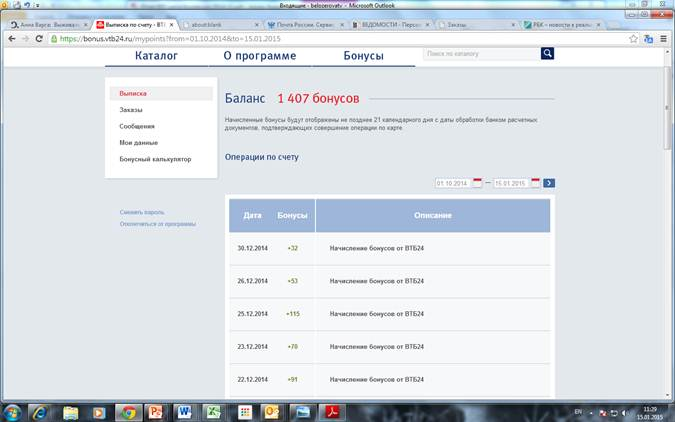 Входящие - belozerovatv - Microsoft Outlook
Анна Варга: Выживани
Выписка по счету - ВТБ
about:blank
Почта России. Сервис
ВЕДОМОСТИ - Персо
Заказы
РБК – новости в реаль
https://bonus.vtb24.ru/mypoints?from=01.10.2014&to=15.01.2015
Каталог О программе Бонусы
Поиск по каталогу
Выписка
Заказы
Сообщения
Мои данные
Бонусный калькулятор
Сменить пароль
Отключиться от программы
Баланс 1 407 бонусов
Начисленные бонусы будут отображены не позднее 21 календарного дня с даты обработки банком расчетных
документов, подтверждающих совершение операции по карте.
Операции по счету
01.10.2014 — 15.01.2015
Дата Бонусы Описание
30.12.2014 +32 Начисление бонусов от ВТБ24
26.12.2014 +53 Начисление бонусов от ВТБ24
25.12.2014 +115 Начисление бонусов от ВТБ24
23.12.2014 +70 Начисление бонусов от ВТБ24
22.12.2014 +91 Начисление бонусов от ВТБ24
EN
11:29
15.01.2015